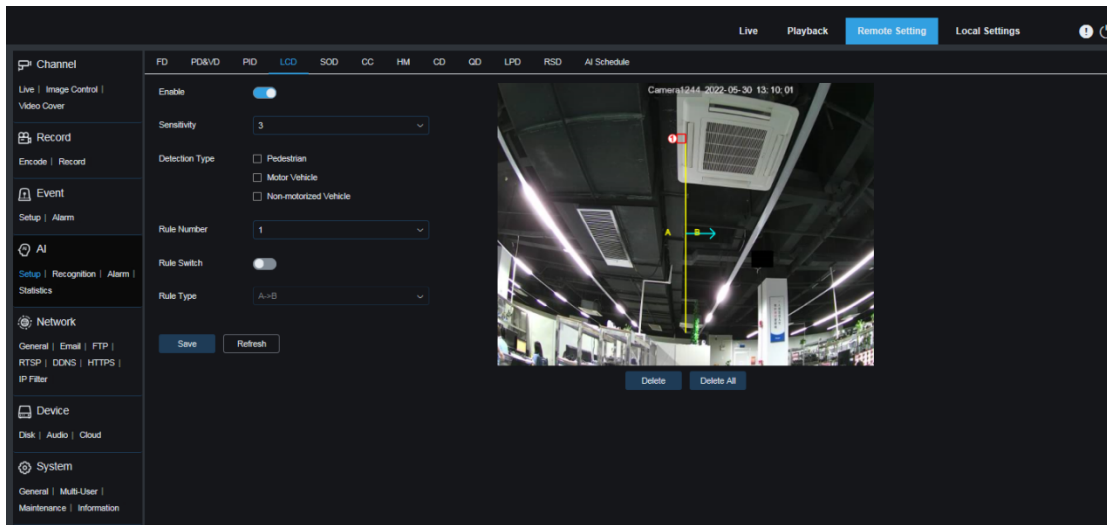 Live Playback Remote Setting Local Settings
Channel
Live | Image Control |
Video Cover
Record
Encode | Record
Event
Setup | Alarm
AI
Setup | Recognition | Alarm |
Statistics
Network
General | Email | FTP |
RTSP | DDNS | HTTPS |
IP Filter
Device
Disk | Audio | Cloud
System
General | Multi-User |
Maintenance | Information
FD PD&VD PID LCD SOD CC HM CD QD LPD RSD AI Schedule
Enable
Sensitivity 3
Detection Type Pedestrian
Motor Vehicle
Non-motorized Vehicle
Rule Number 1
Rule Switch
Rule Type A->B
Save Refresh
Camera1244 2022-05-30 13:10:01
1
A B
Delete Delete All